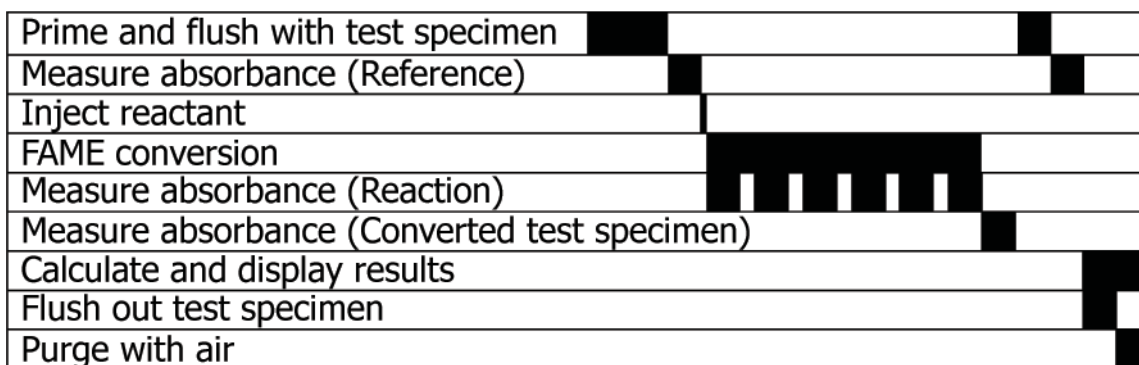 Prime and flush with test specimen
Measure absorbance (Reference)
Inject reactant
FAME conversion
Measure absorbance (Reaction)
Measure absorbance (Converted test specimen)
Calculate and display results
Flush out test specimen
Purge with air